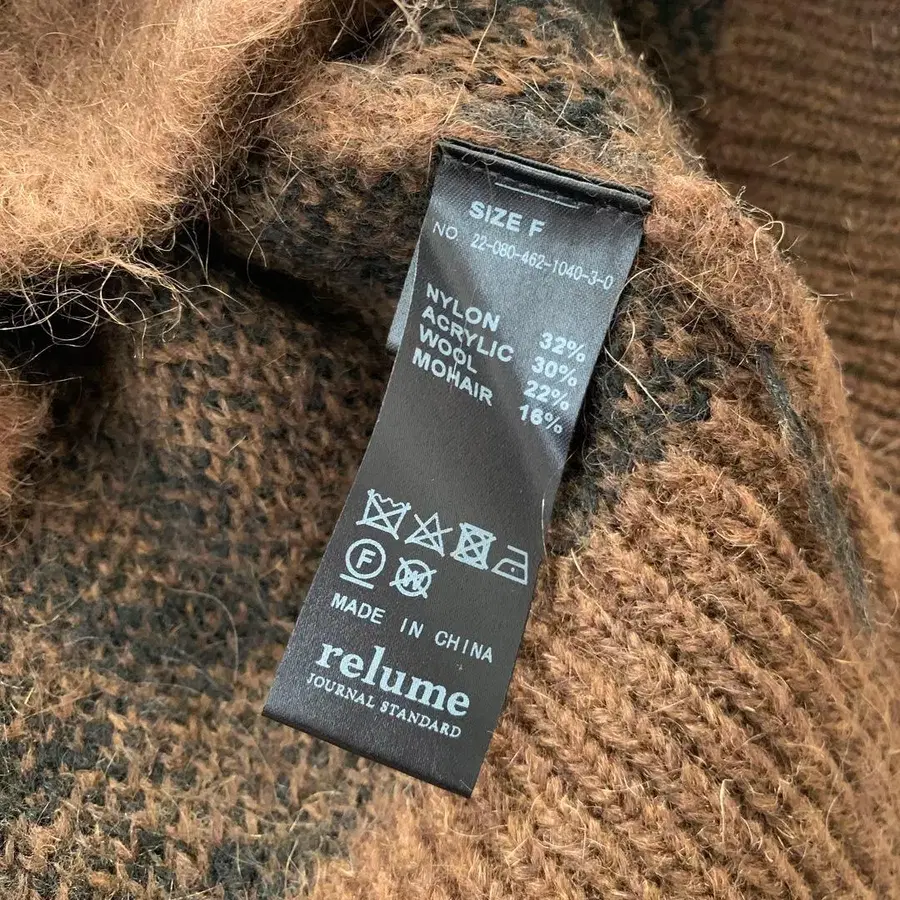 SIZE F
NO. 22-080-462-1040-3-0
NYLON 32%
ACRYLIC 30%
WOOL 22%
MOHAIR 16%
F W
MADE IN CHINA
relume
JOURNAL STANDARD